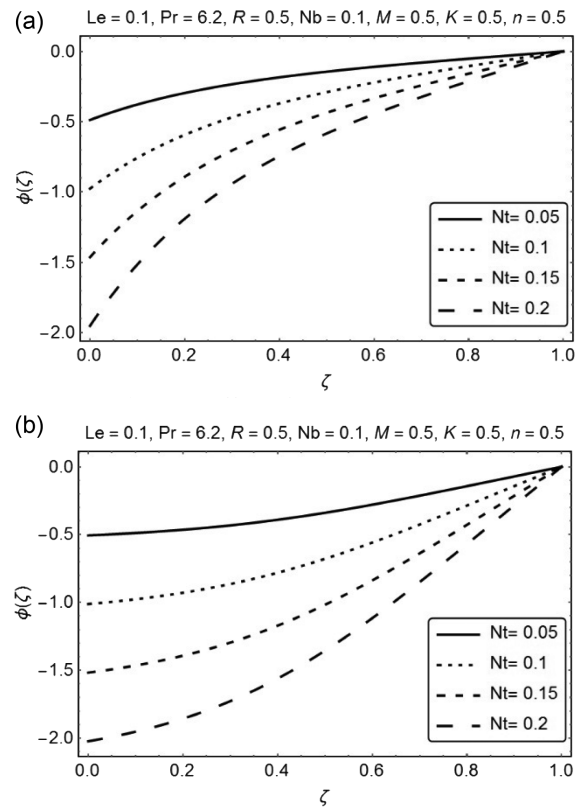 (a)
Le = 0.1, Pr = 6.2, R = 0.5, Nb = 0.1, M = 0.5, K = 0.5, n = 0.5
0.0
−0.5
−1.0
−1.5
−2.0
ϕ(ζ)
Nt= 0.05
Nt= 0.1
Nt= 0.15
Nt= 0.2
0.0 0.2 0.4 0.6 0.8 1.0
ζ
(b)
Le = 0.1, Pr = 6.2, R = 0.5, Nb = 0.1, M = 0.5, K = 0.5, n = 0.5
0.0
−0.5
−1.0
−1.5
−2.0
ϕ(ζ)
Nt= 0.05
Nt= 0.1
Nt= 0.15
Nt= 0.2
0.0 0.2 0.4 0.6 0.8 1.0
ζ